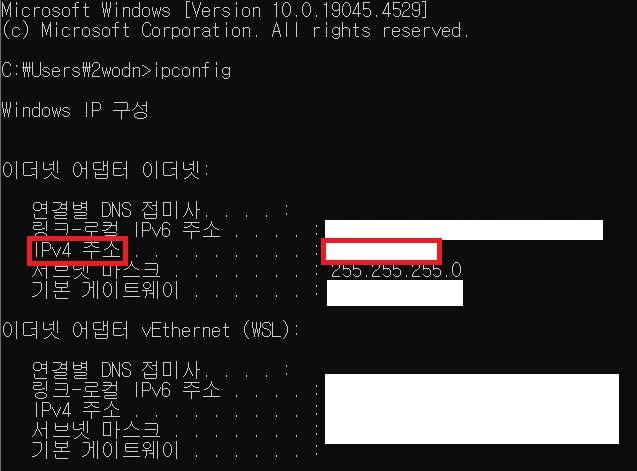 Microsoft Windows [Version 10.0.19045.4529]
(c) Microsoft Corporation. All rights reserved.
C:₩Users₩2wodn>ipconfig
Windows IP 구성
이더넷 어댑터 이더넷:
연결별 DNS 접미사. . . . :
링크-로컬 IPv6 주소 . . . . :
IPv4 주소 . . . . . . . . . :
서브넷 마스크 . . . . . . . : 255.255.255.0
기본 게이트웨이 . . . . . . :
이더넷 어댑터 vEthernet (WSL):
연결별 DNS 접미사. . . . :
링크-로컬 IPv6 주소 . . . . :
IPv4 주소 . . . . . . . . . :
서브넷 마스크 . . . . . . . :
기본 게이트웨이 . . . . . . :